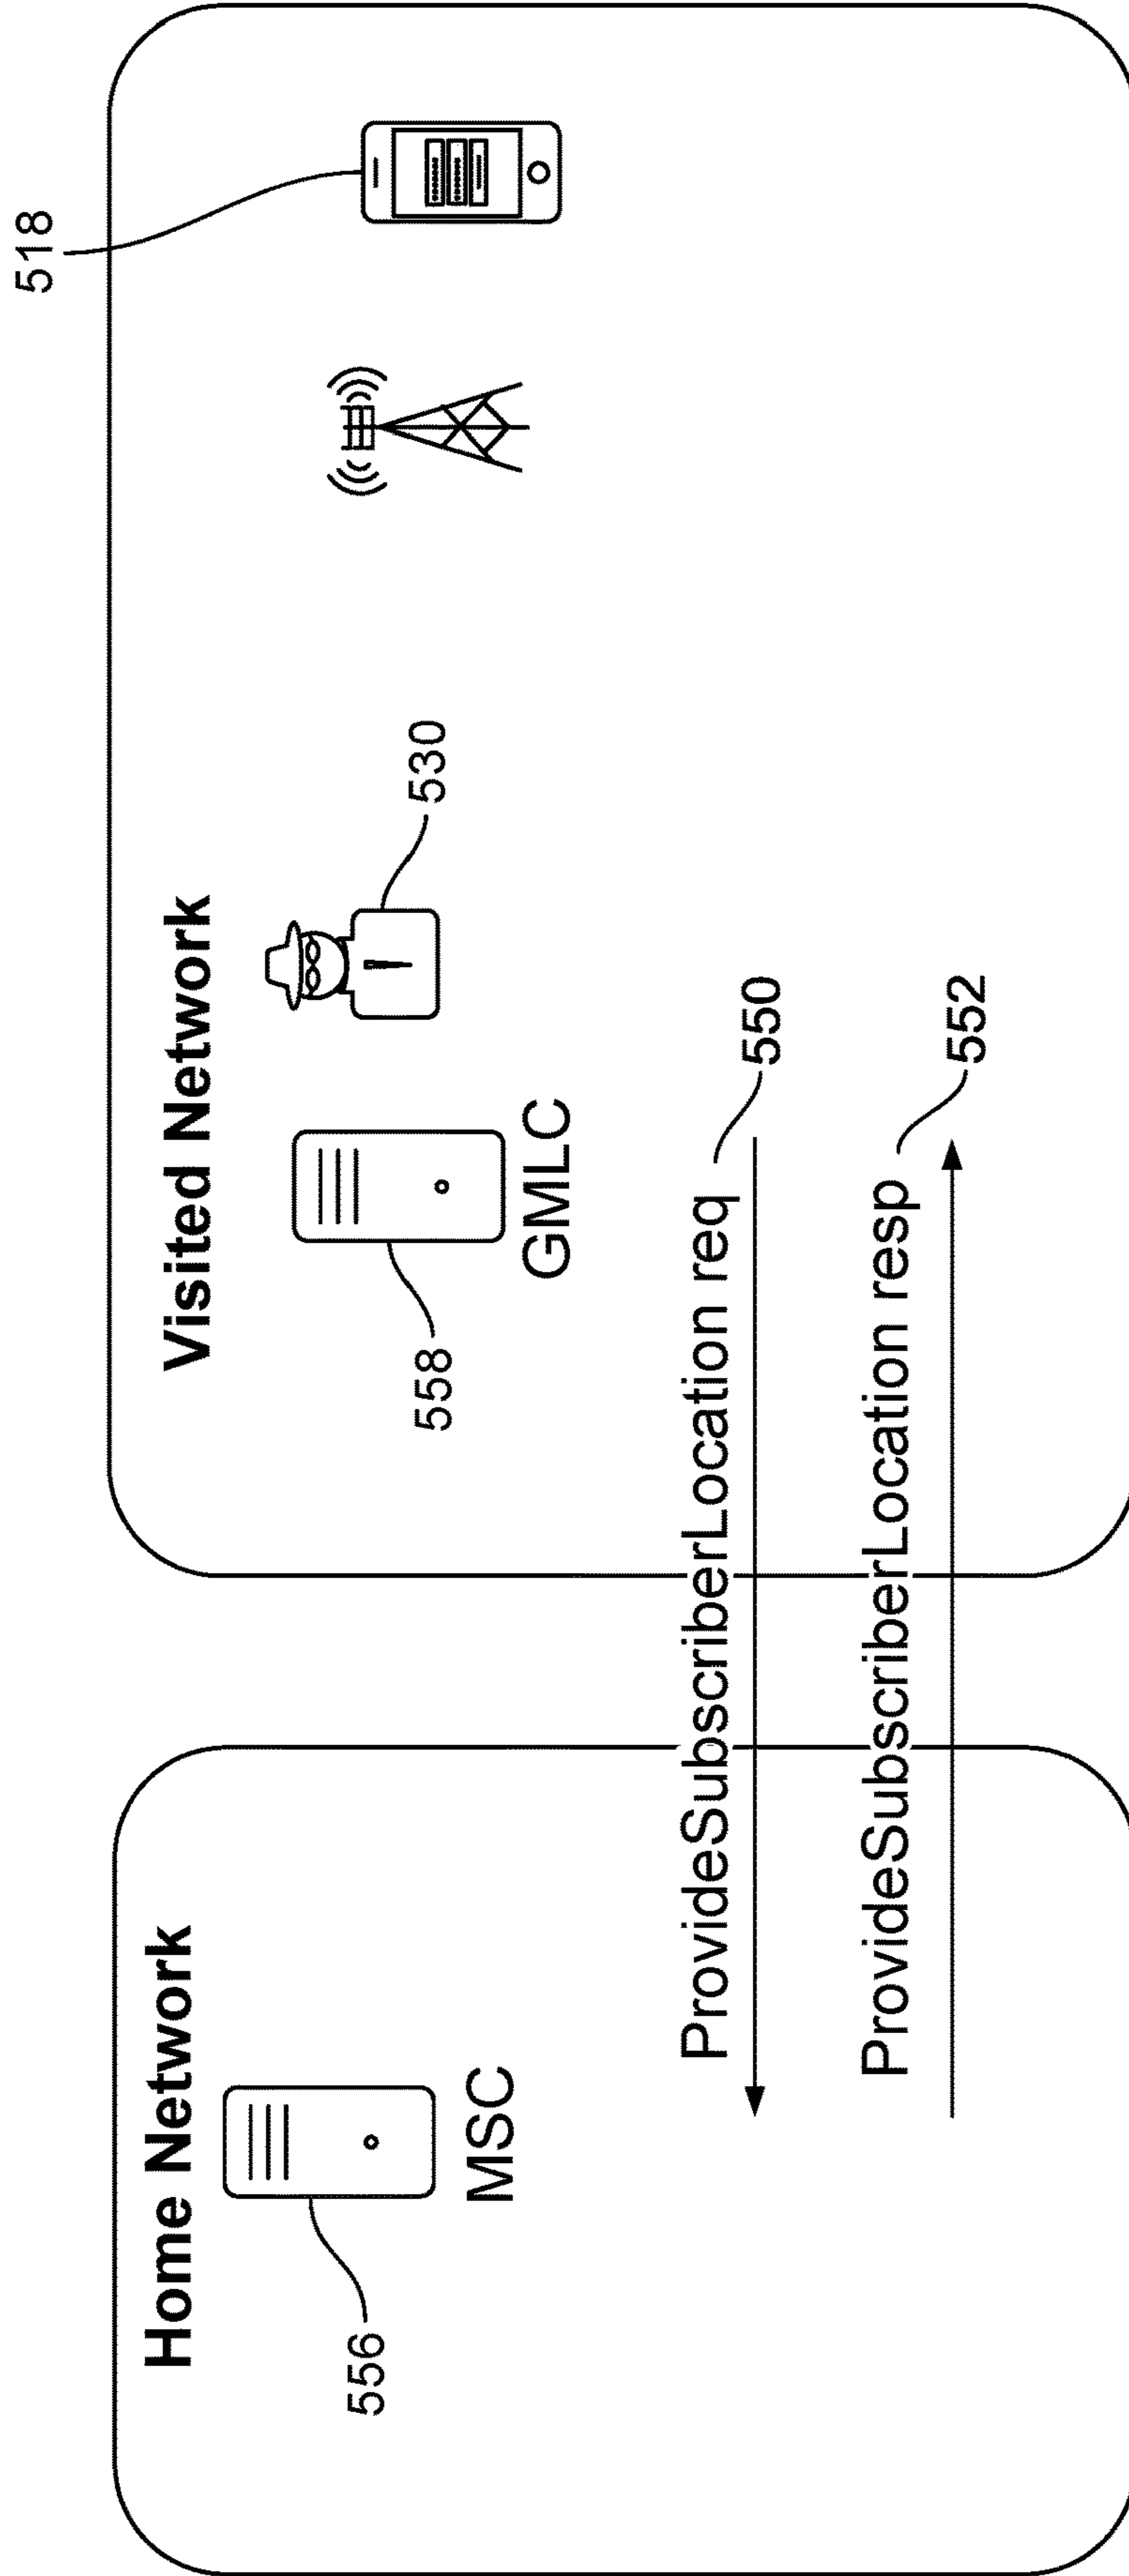 Home Network
Visited Network
518
530
556
MSC
558
GMLC
ProvideSubscriberLocation req
550
ProvideSubscriberLocation resp
552